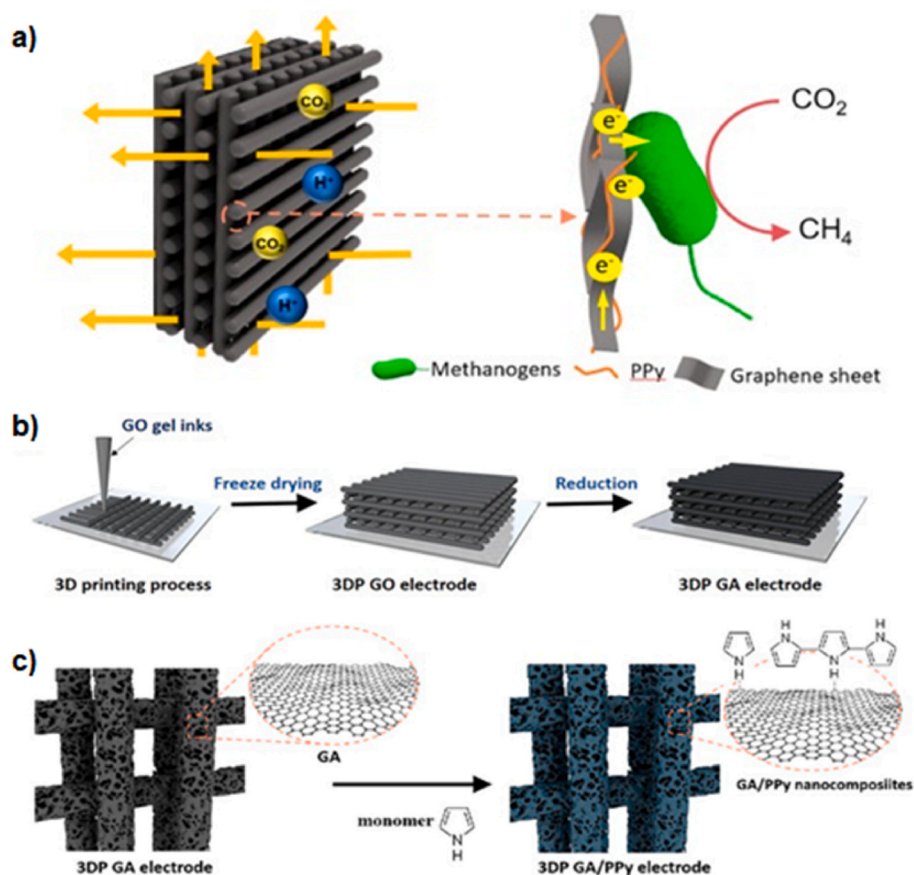 a)
CO₂
H⁺
CO₂
H⁺
e⁻
e⁻
e⁻
CO₂
CH₄
Methanogens
PPy
Graphene sheet
b)
GO gel inks
Freeze drying
Reduction
3D printing process
3DP GO electrode
3DP GA electrode
c)
GA
monomer
N
H
3DP GA electrode
3DP GA/PPy electrode
N
H
H
N
N
H
H
N
GA/PPy nanocomposiites